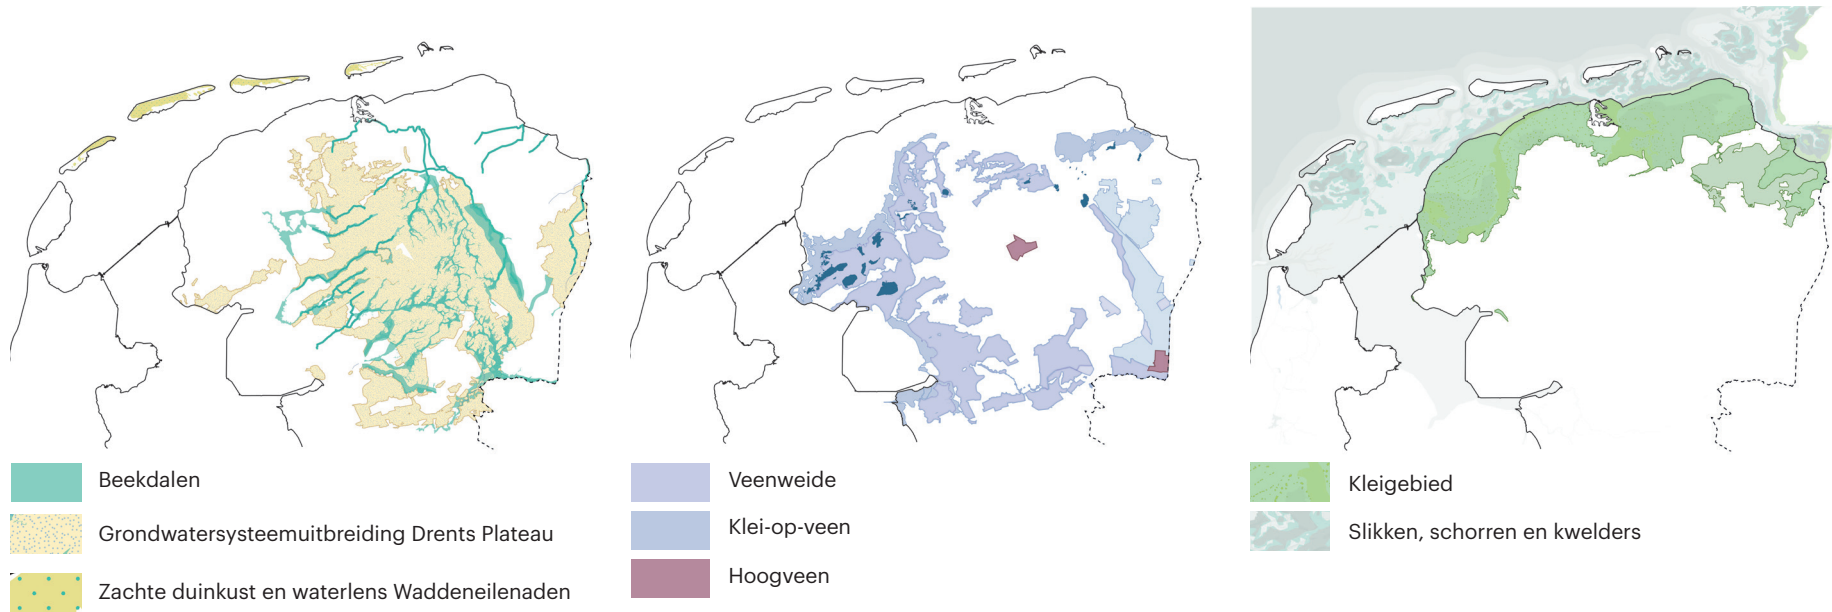 Beekdalen
Grondwatersysteemuitbreiding Drents Plateau
Zachte duinkust en waterlens Waddeneilenaden
Veenweide
Klei-op-veen
Hoogveen
Kleigebied
Slikken, schorren en kwelders